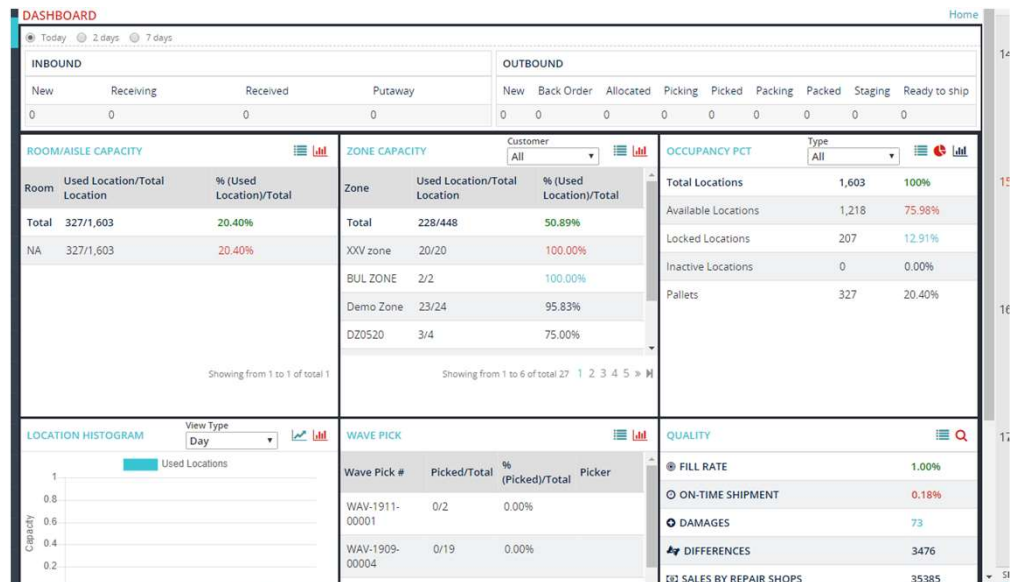 DASHBOARD
Home
Today 2 days 7 days
INBOUND
New Receiving Received Putaway
0 0 0 0
OUTBOUND
New Back Order Allocated Picking Picked Packing Packed Staging Ready to ship
0 0 0 0 0 0 0 0 0
ROOM/AISLE CAPACITY
Room Used Location/Total Location % (Used Location)/Total
Total 327/1,603 20.40%
NA 327/1,603 20.40%
Showing from 1 to 1 of total 1
ZONE CAPACITY
Customer
All
Zone Used Location/Total Location % (Used Location)/Total
Total 228/448 50.89%
XXV zone 20/20 100.00%
BUL ZONE 2/2 100.00%
Demo Zone 23/24 95.83%
DZ0520 3/4 75.00%
Showing from 1 to 6 of total 27 1 2 3 4 5
OCCUPANCY PCT
Type
All
Total Locations 1,603 100%
Available Locations 1,218 75.98%
Locked Locations 207 12.91%
Inactive Locations 0 0.00%
Pallets 327 20.40%
LOCATION HISTOGRAM
View Type
Day
Used Locations
Capacity
1
0.8
0.6
0.4
0.2
WAVE PICK
Wave Pick # Picked/Total % (Picked)/Total Picker
WAV-1911-00001 0/2 0.00%
WAV-1909-00004 0/19 0.00%
QUALITY
FILL RATE 1.00%
ON-TIME SHIPMENT 0.18%
DAMAGES 73
DIFFERENCES 3476
SALES BY REPAIR SHOPS 35385
14
15
16
17